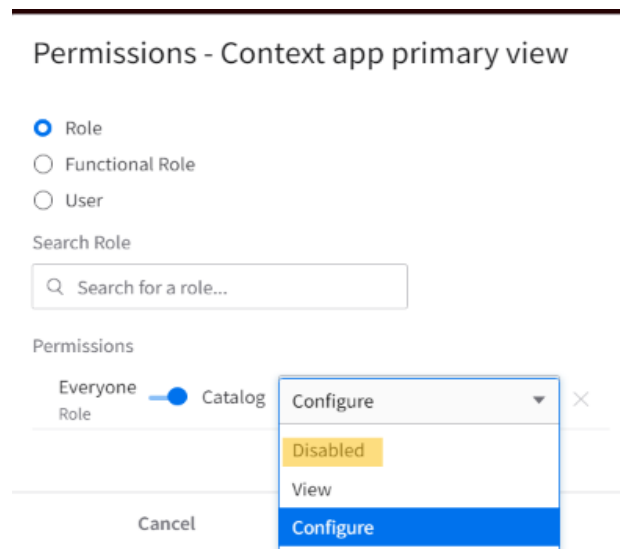 Permissions - Context app primary view
Role
Functional Role
User
Search Role
Search for a role...
Permissions
Everyone Catalog Configure
Role
Disabled
View
Cancel Configure